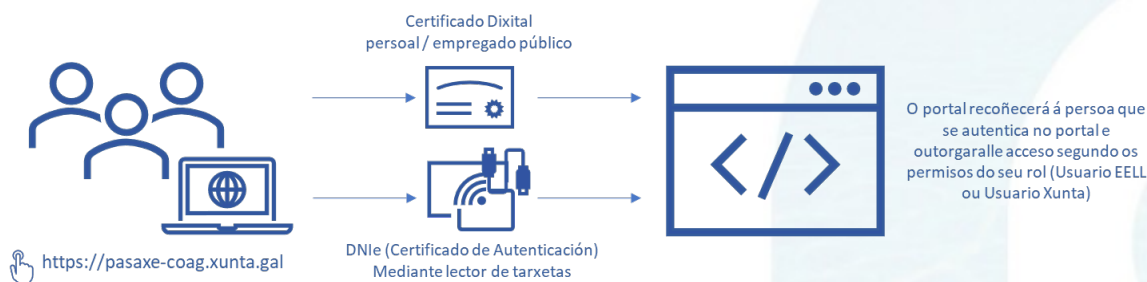 Certificado Dixital
persoal / empregado público
O portal recoñecerá á persoa que
se autentica no portal e
outorgaralle acceso segundo os
permisos do seu rol (Usuario EELL
ou Usuario Xunta)
https://pasaxe-coag.xunta.gal
DNIe (Certificado de Autenticación)
Mediante lector de tarxetas